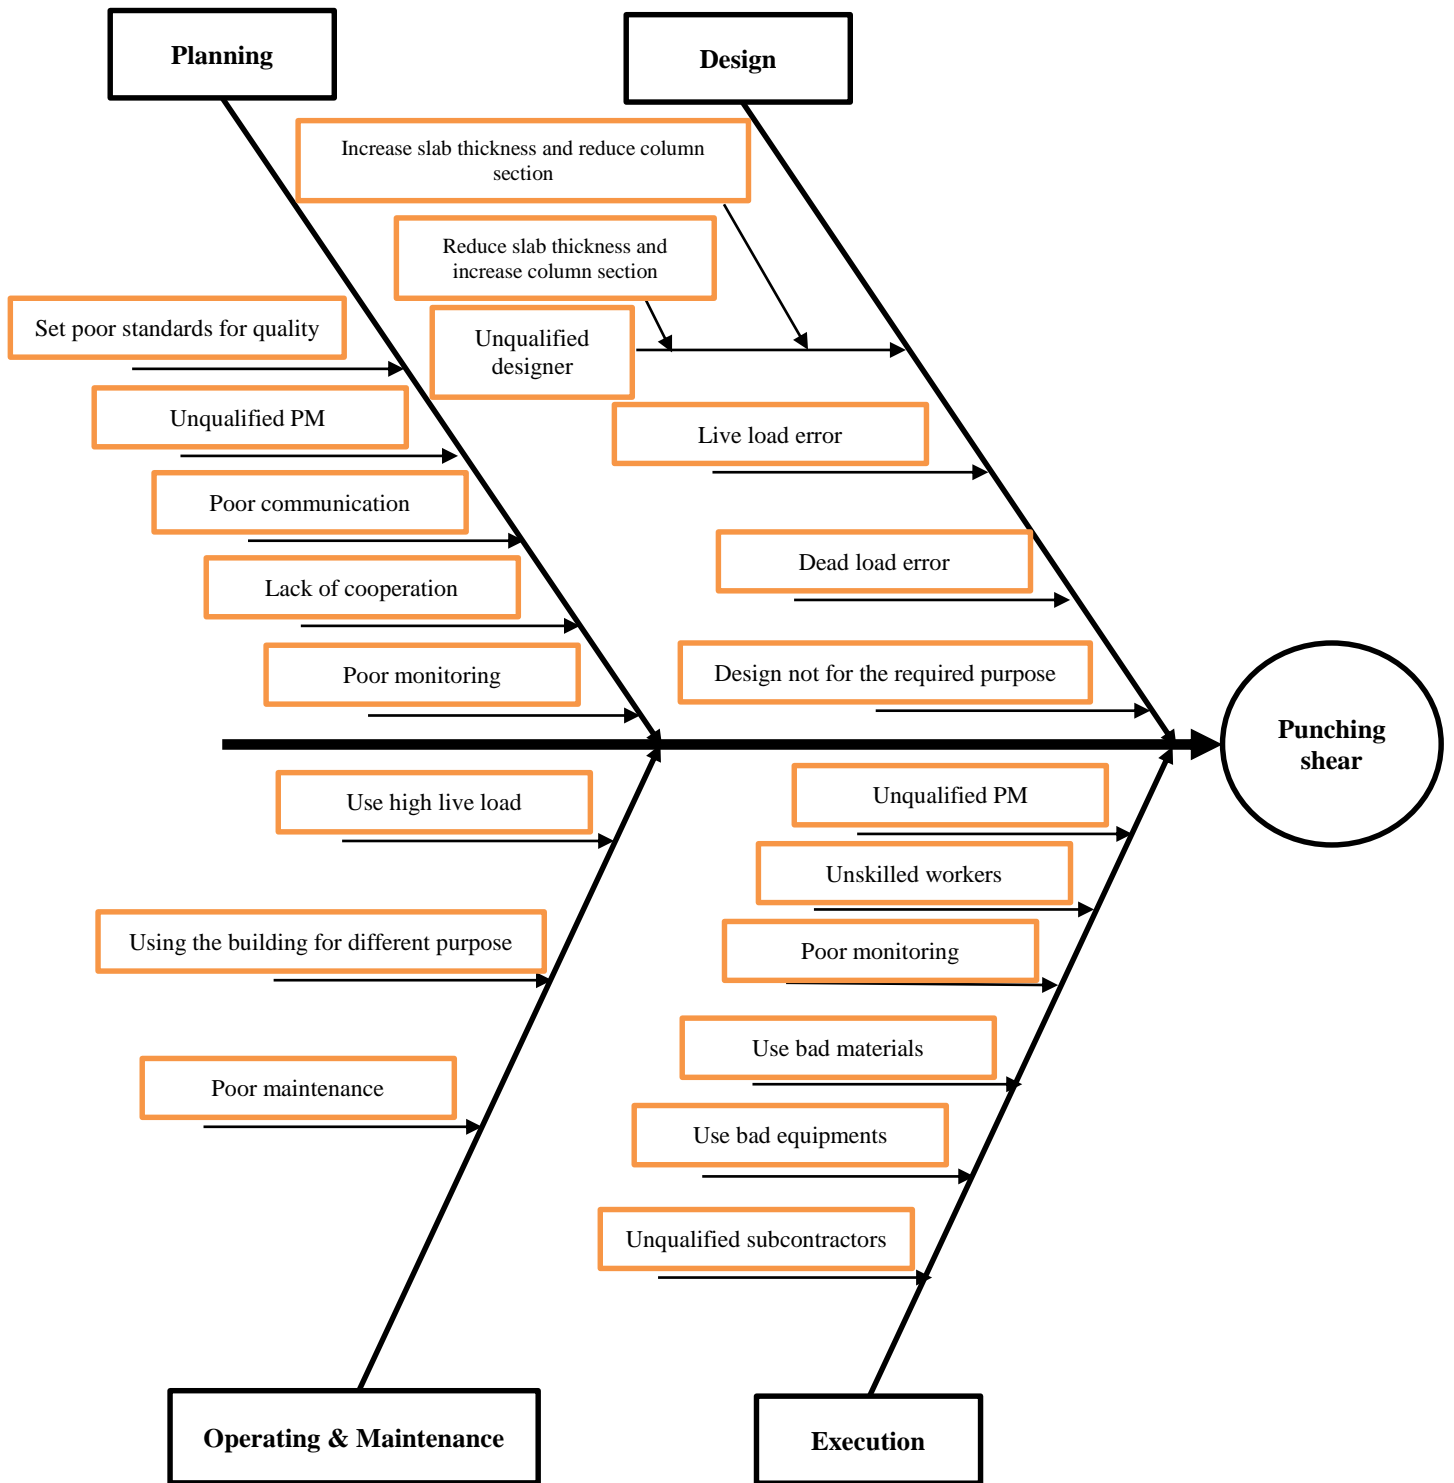 Planning
Design
Increase slab thickness and reduce column
section
Reduce slab thickness and
increase column section
Set poor standards for quality
Unqualified
designer
Unqualified PM
Live load error
Poor communication
Dead load error
Lack of cooperation
Poor monitoring
Design not for the required purpose
Punching
shear
Use high live load
Unqualified PM
Unskilled workers
Using the building for different purpose
Poor monitoring
Use bad materials
Poor maintenance
Use bad equipments
Unqualified subcontractors
Operating & Maintenance
Execution